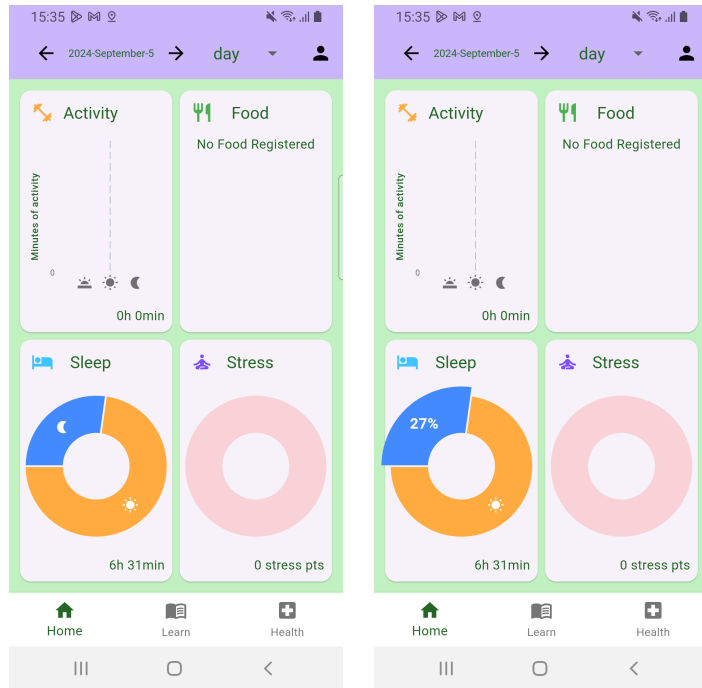 15:35
2024-September-5 day
Activity
Minutes of activity
0
0h 0min
Food
No Food Registered
Sleep
6h 31min
Stress
0 stress pts
Home Learn Health
15:35
2024-September-5 day
Activity
Minutes of activity
0
0h 0min
Food
No Food Registered
Sleep
27%
6h 31min
Stress
0 stress pts
Home Learn Health